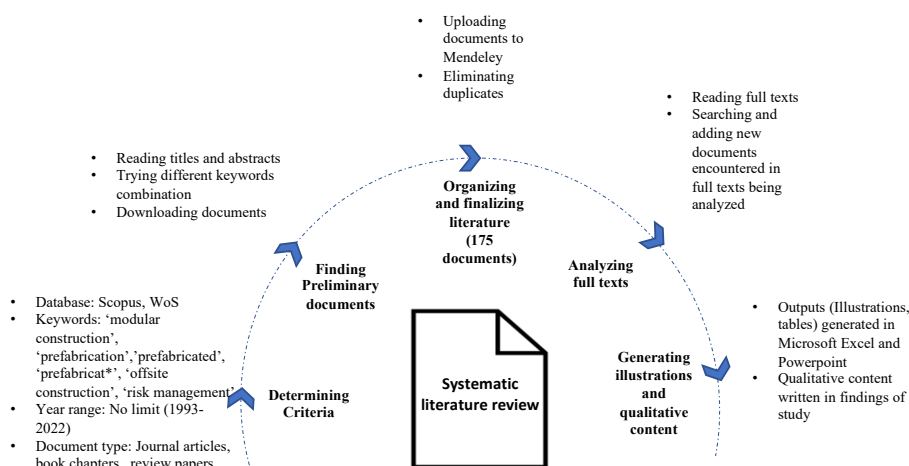 • Uploading
documents to
Mendeley
• Eliminating
duplicates
• Reading full texts
• Searching and
adding new
documents
encountered in
full texts being
analyzed
• Reading titles and abstracts
• Trying different keywords
combination
• Downloading documents
Organizing
and finalizing
literature
(175
documents)
Finding
Preliminary
documents
Analyzing
full texts
• Database: Scopus, WoS
• Keywords: ‘modular
construction’,
‘prefabrication’,’prefabricated’,
‘prefabricat*’, ‘offsite
construction’, ‘risk management’
• Year range: No limit (1993-
2022)
• Document type: Journal articles,
book chapters, review papers
Determining
Criteria
Systematic
literature review
Generating
illustrations
and
qualitative
content
• Outputs (Illustrations,
tables) generated in
Microsoft Excel and
Powerpoint
• Qualitative content
written in findings of
study